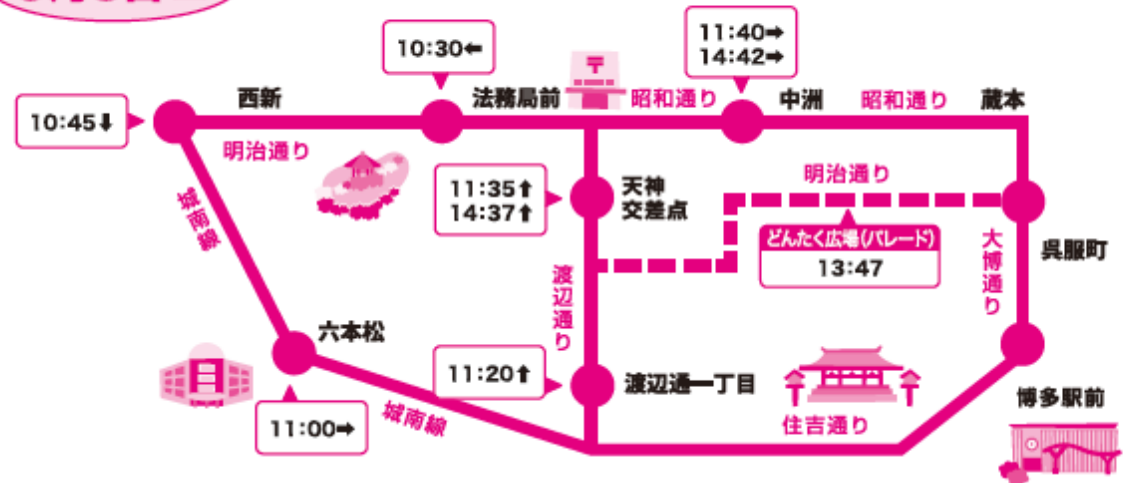 10:30⬅
11:40➡
14:42➡
西新
法務局前
〒
昭和通り
中洲
昭和通り
蔵本
10:45⬇
明治通り
城南線
11:35⬆
14:37⬆
天神
交差点
明治通り
どんたく広場(パレード)
13:47
大博通り
呉服町
渡辺通り
六本松
11:20⬆
渡辺通一丁目
博多駅前
11:00➡
城南線
住吉通り